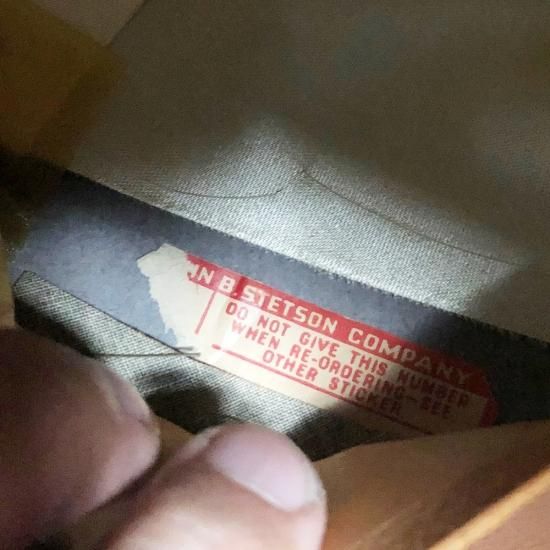 N B. STETSON COMPANY
DO NOT GIVE THIS NUMBER
WHEN RE-ORDERING-SEE
OTHER STICKER